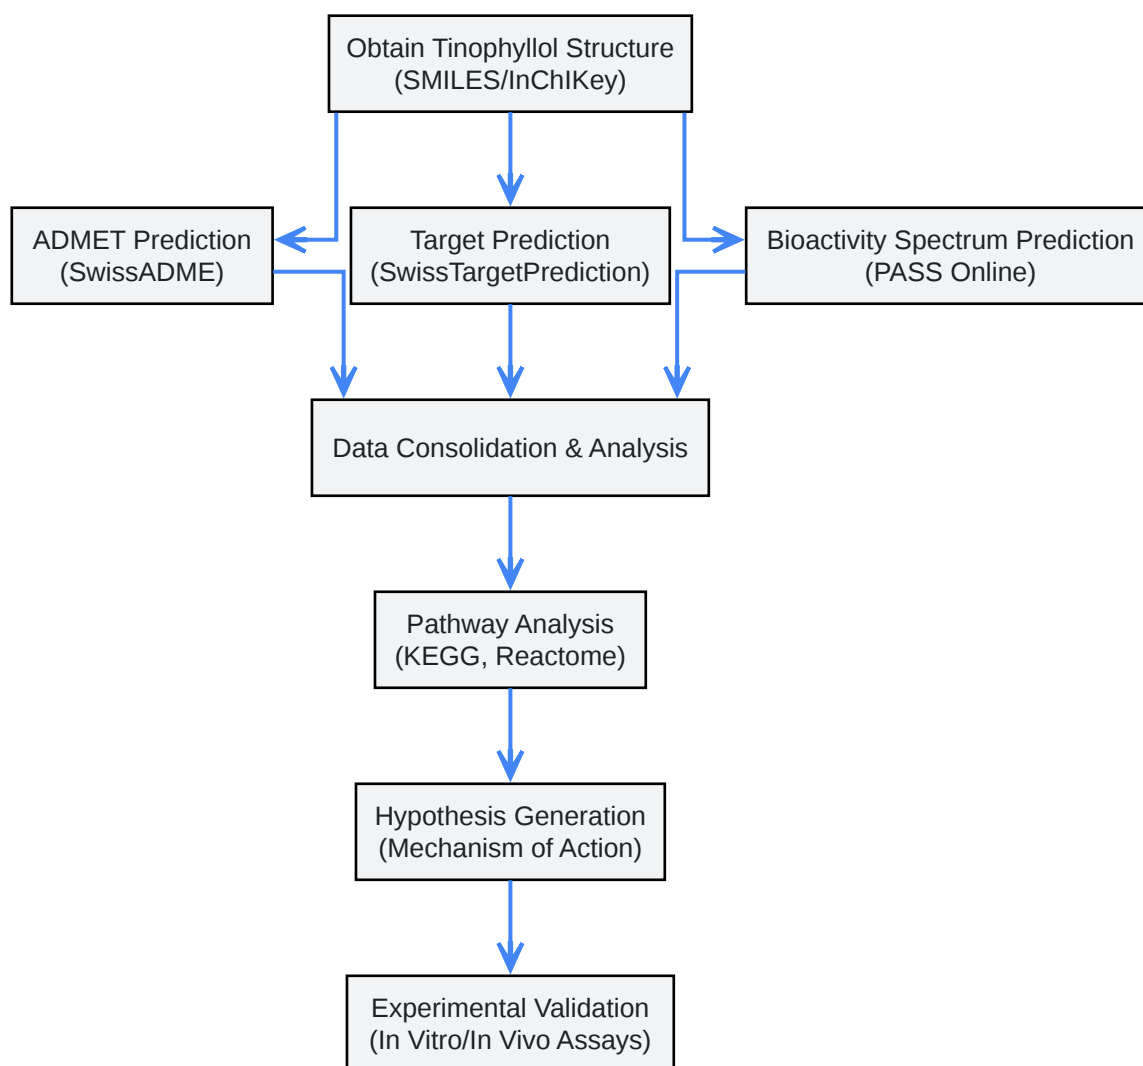 Obtain Tinophyllol Structure
(SMILES/InChIKey)
ADMET Prediction
(SwissADME)
Target Prediction
(SwissTargetPrediction)
Bioactivity Spectrum Prediction
(PASS Online)
Data Consolidation & Analysis
Pathway Analysis
(KEGG, Reactome)
Hypothesis Generation
(Mechanism of Action)
Experimental Validation
(In Vitro/In Vivo Assays)